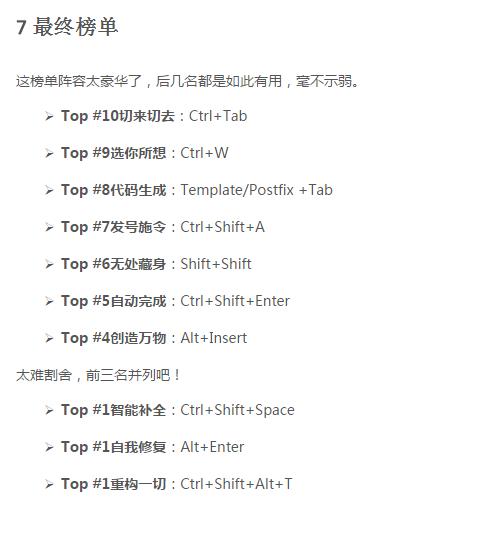 7 最终榜单
这榜单阵容太豪华了，后几名都是如此有用，毫不示弱。
➢ Top #10切来切去：Ctrl+Tab
➢ Top #9选你所想：Ctrl+W
➢ Top #8代码生成：Template/Postfix +Tab
➢ Top #7发号施令：Ctrl+Shift+A
➢ Top #6无处藏身：Shift+Shift
➢ Top #5自动完成：Ctrl+Shift+Enter
➢ Top #4创造万物：Alt+Insert
太难割舍，前三名并列吧！
➢ Top #1智能补全：Ctrl+Shift+Space
➢ Top #1自我修复：Alt+Enter
➢ Top #1重构一切：Ctrl+Shift+Alt+T